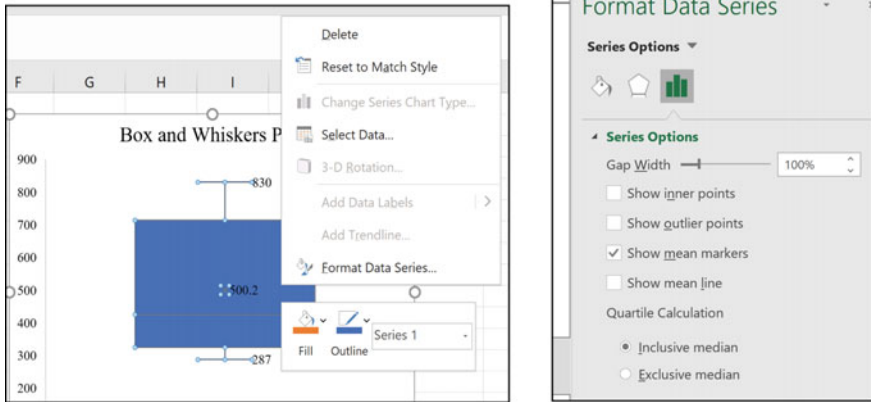 Delete
Reset to Match Style
Change Series Chart Type...
Select Data...
3-D Rotation...
Add Data Labels
Add Trendline...
Format Data Series...
Fill Outline
Series 1
F G H I
Box and Whiskers P
900
800
700
600
500
400
300
200
830
500.2
287
Format Data Series
Series Options
Series Options
Gap Width 100%
Show inner points
Show outlier points
Show mean markers
Show mean line
Quartile Calculation
Inclusive median
Exclusive median